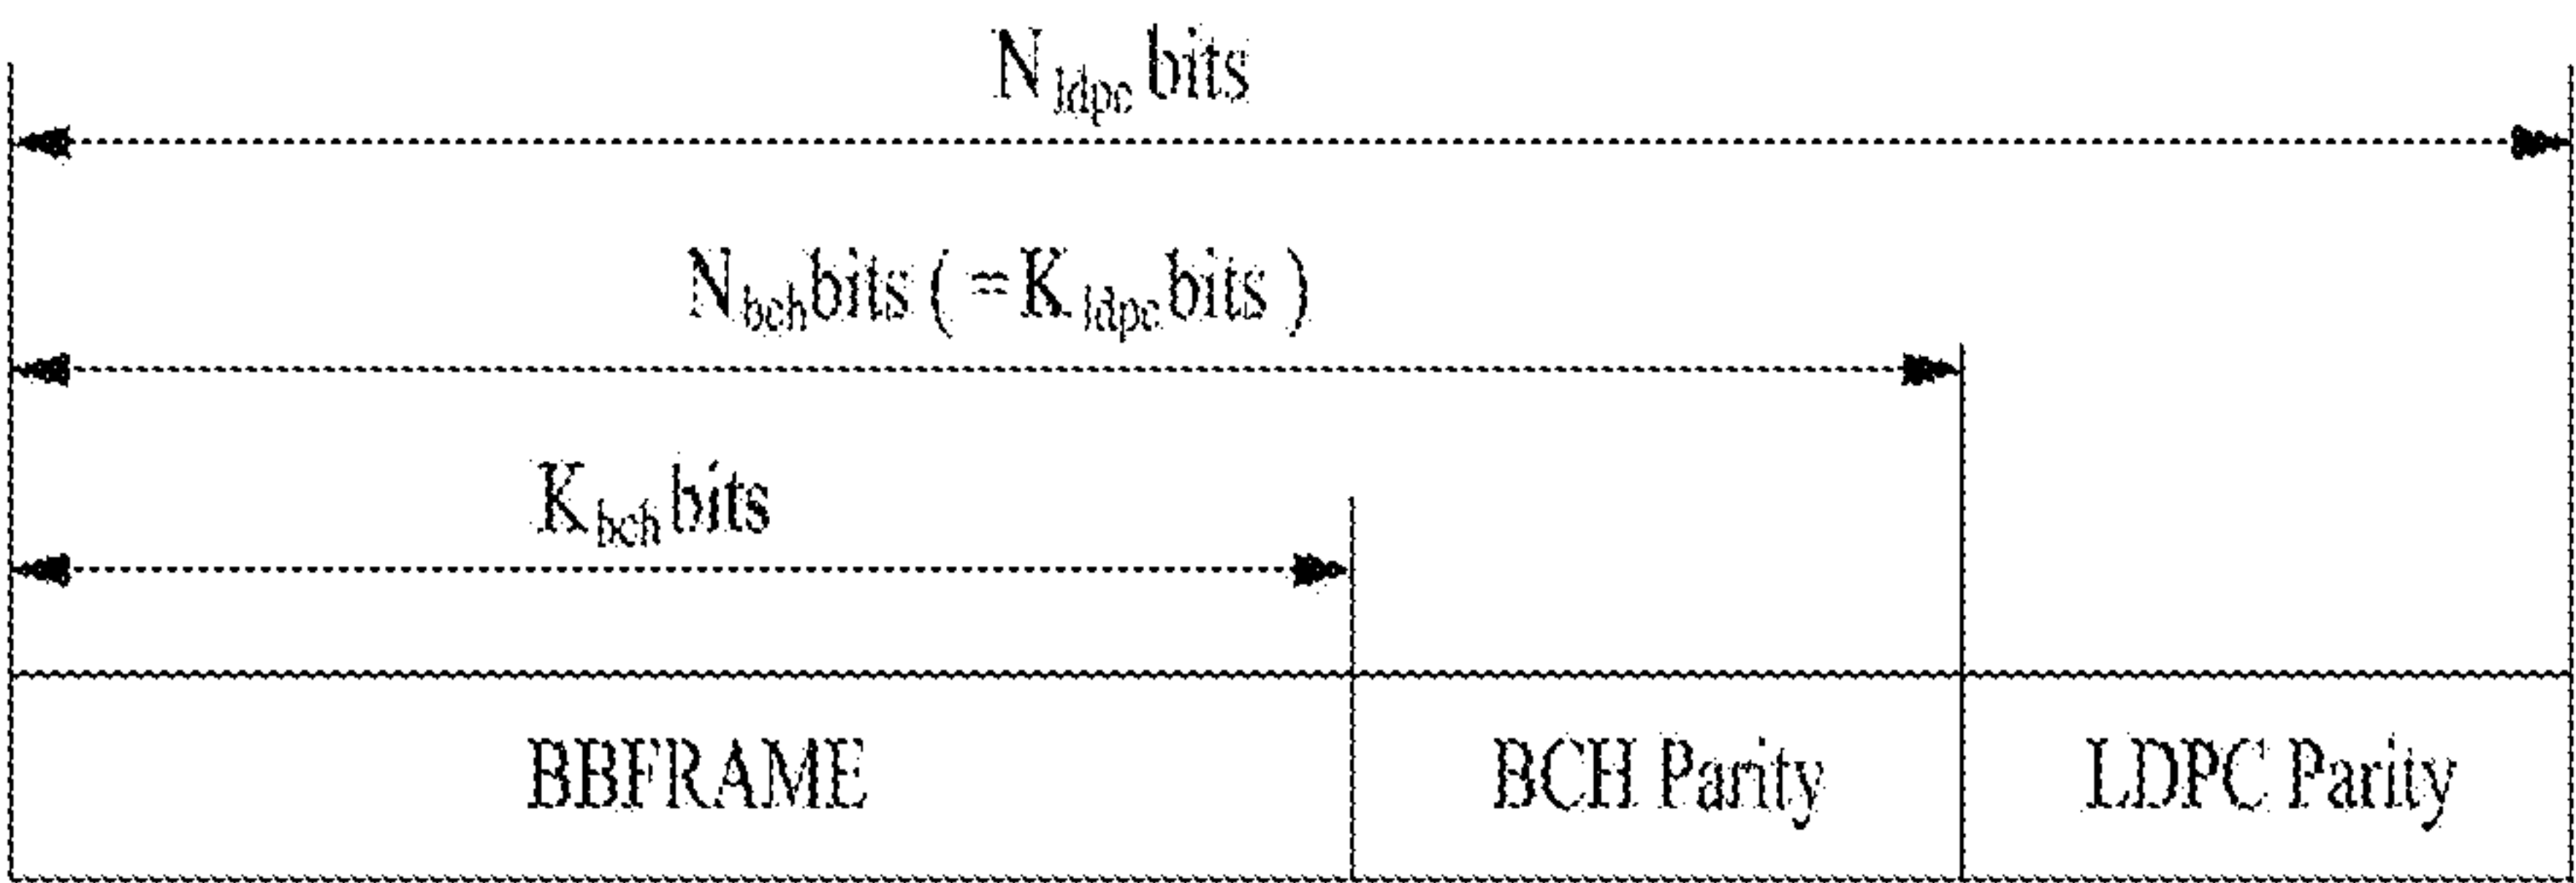 N ldpc bits
N bch bits ( = K ldpc bits )
K bch bits
BBFRAME BCH Parity LDPC Parity